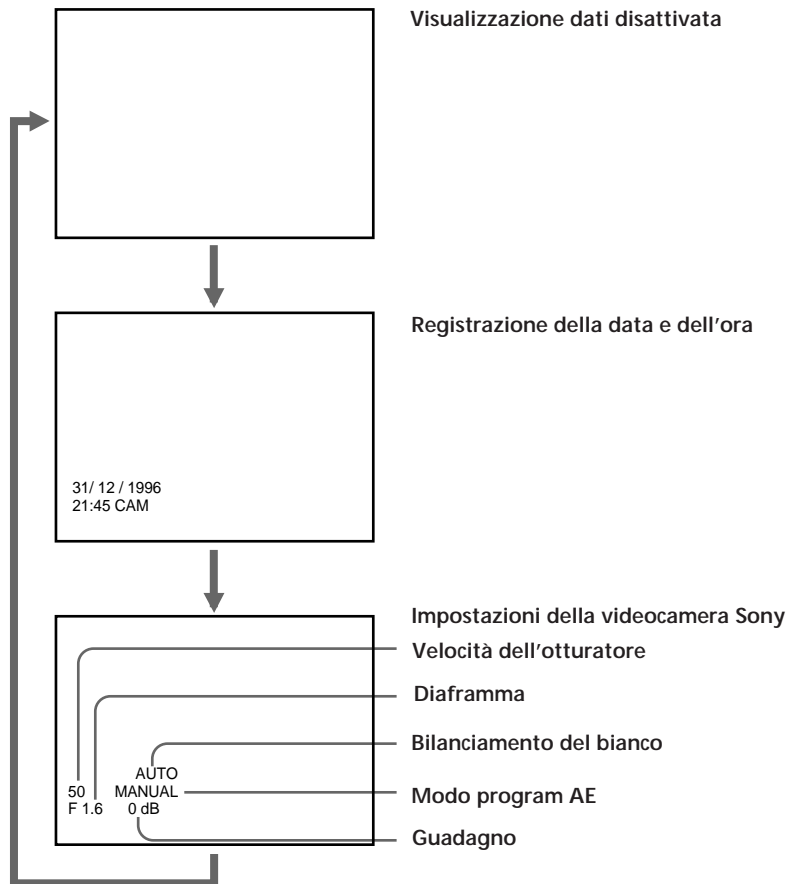 Visualizzazione dati disattivata
Registrazione della data e dell'ora
31/ 12 / 1996
21:45 CAM
Impostazioni della videocamera Sony
Velocità dell'otturatore
Diaframma
Bilanciamento del bianco
AUTO
50 MANUAL
Modo program AE
F 1.6 0 dB
Guadagno